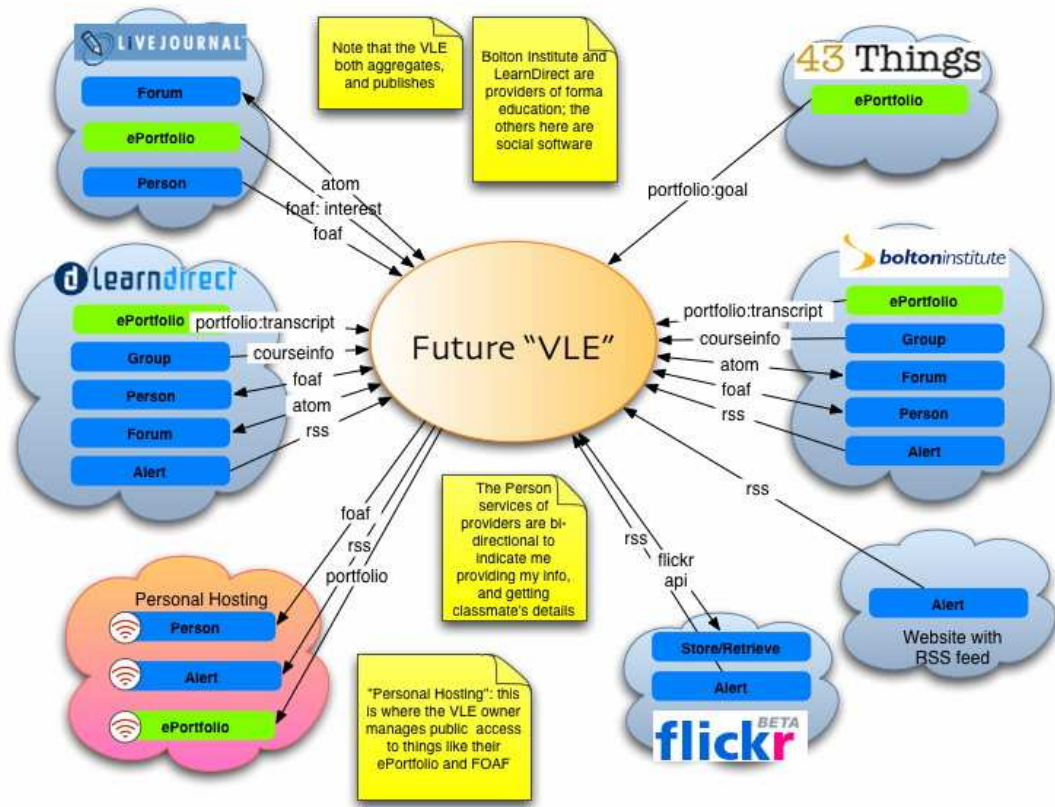 LiVEJOURNAL™
Forum
ePortfolio
Person
Note that the VLE
both aggregates,
and publishes
Bolton Institute and
LearnDirect are
providers of forma
education; the
others here are
social software
43 Things
ePortfolio
atom
foaf: interest
foaf
portfolio:goal
learndirect
ePortfolio
Group
Person
Forum
Alert
portfolio:transcript
courseinfo
foaf
atom
rss
Future "VLE"
boltoninstitute
ePortfolio
Group
Forum
Person
Alert
portfolio:transcript
courseinfo
atom
foaf
rss
foaf
rss
portfolio
Personal Hosting
Person
Alert
ePortfolio
The Person
services of
providers are bi-
directional to
indicate me
providing my info,
and getting
classmate's details
"Personal Hosting": this
is where the VLE owner
manages public access
to things like their
ePortfolio and FOAF
rss
flickr
api
Store/Retrieve
Alert
flickr
BETA
rss
Alert
Website with
RSS feed